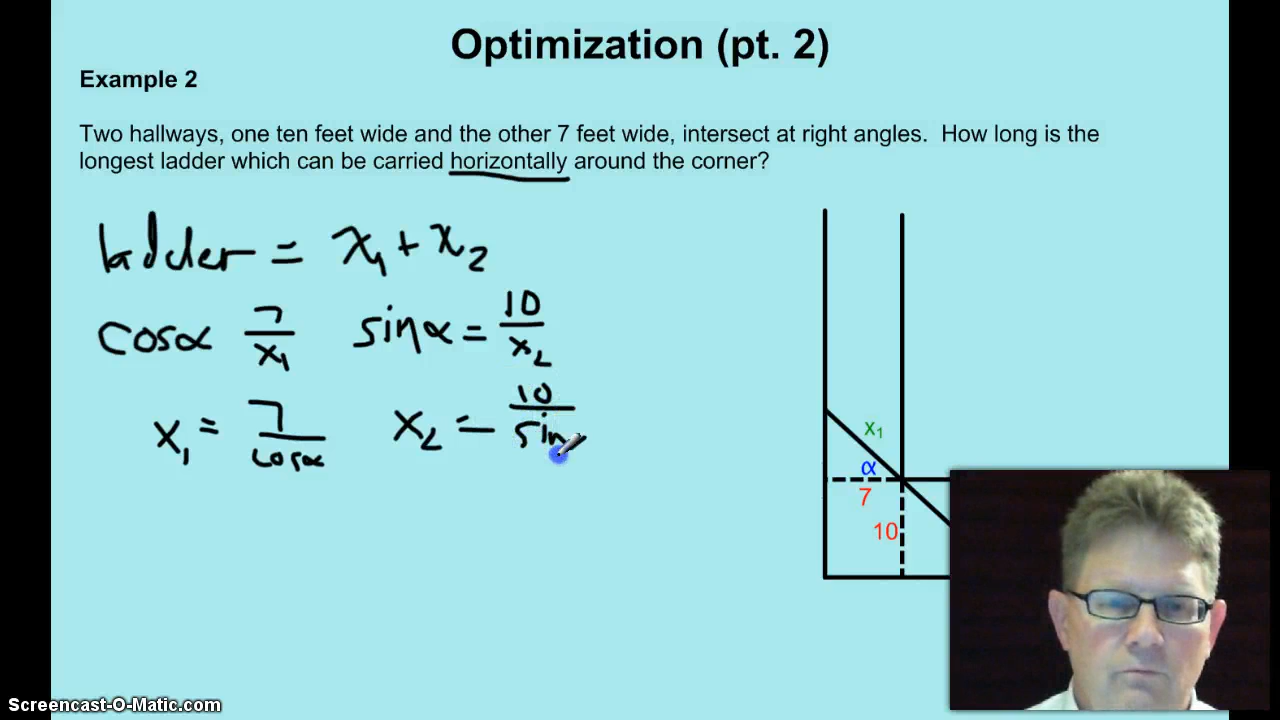 Optimization (pt. 2)
Example 2
Two hallways, one ten feet wide and the other 7 feet wide, intersect at right angles. How long is the
longest ladder which can be carried horizontally around the corner?
ladder = x₁ + x₂
cosα 7/x₁ sinα = 10/x₂
x₁ = 7/cosα x₂ = 10/sin
x₁
α
7
10
Screencast-O-Matic.com